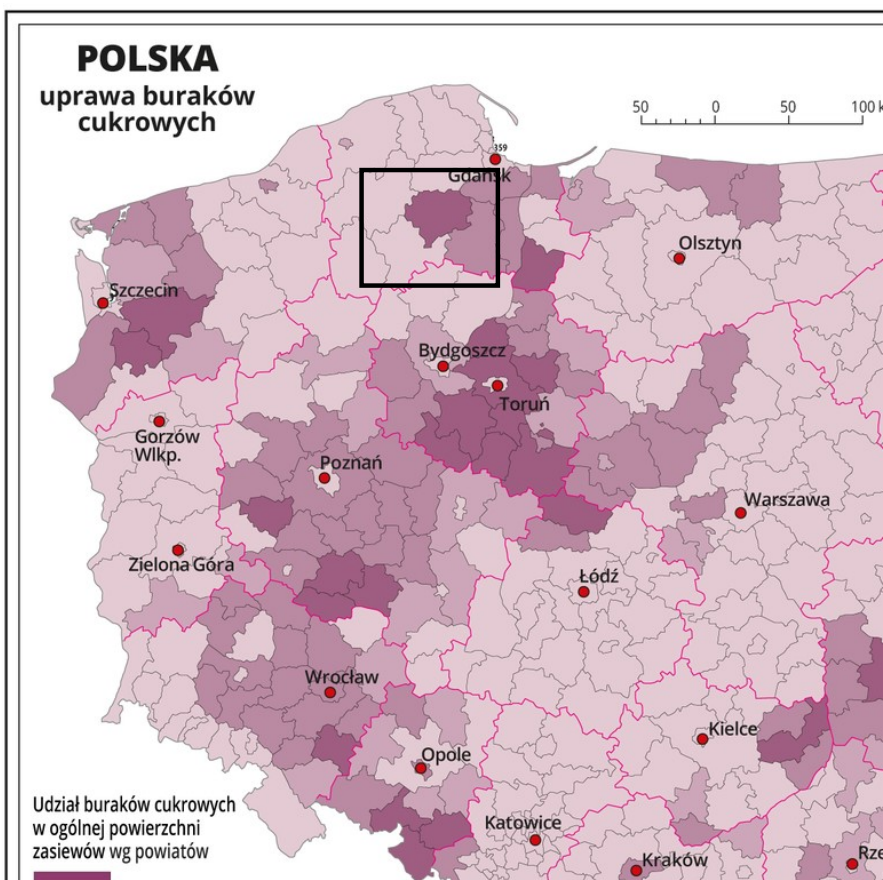 POLSKA
uprawa buraków
cukrowych
50 0 50 100 k
359
Gdańsk
Olsztyn
Szczecin
Bydgoszcz
Toruń
Gorzów
Wlkp.
Poznań
Warszawa
Zielona Góra
Łódź
Wrocław
Kielce
Opole
Udział buraków cukrowych
w ogólnej powierzchni
zasiewów wg powiatów
Katowice
Kraków
Rze